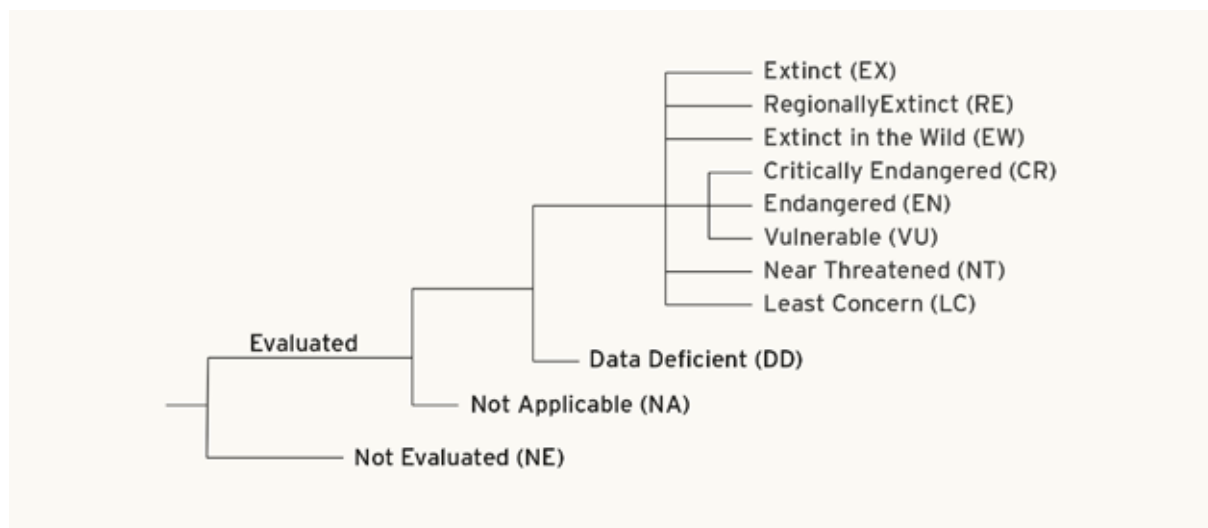 Extinct (EX)
RegionallyExtinct (RE)
Extinct in the Wild (EW)
Critically Endangered (CR)
Endangered (EN)
Vulnerable (VU)
Near Threatened (NT)
Least Concern (LC)
Evaluated
Data Deficient (DD)
Not Applicable (NA)
Not Evaluated (NE)